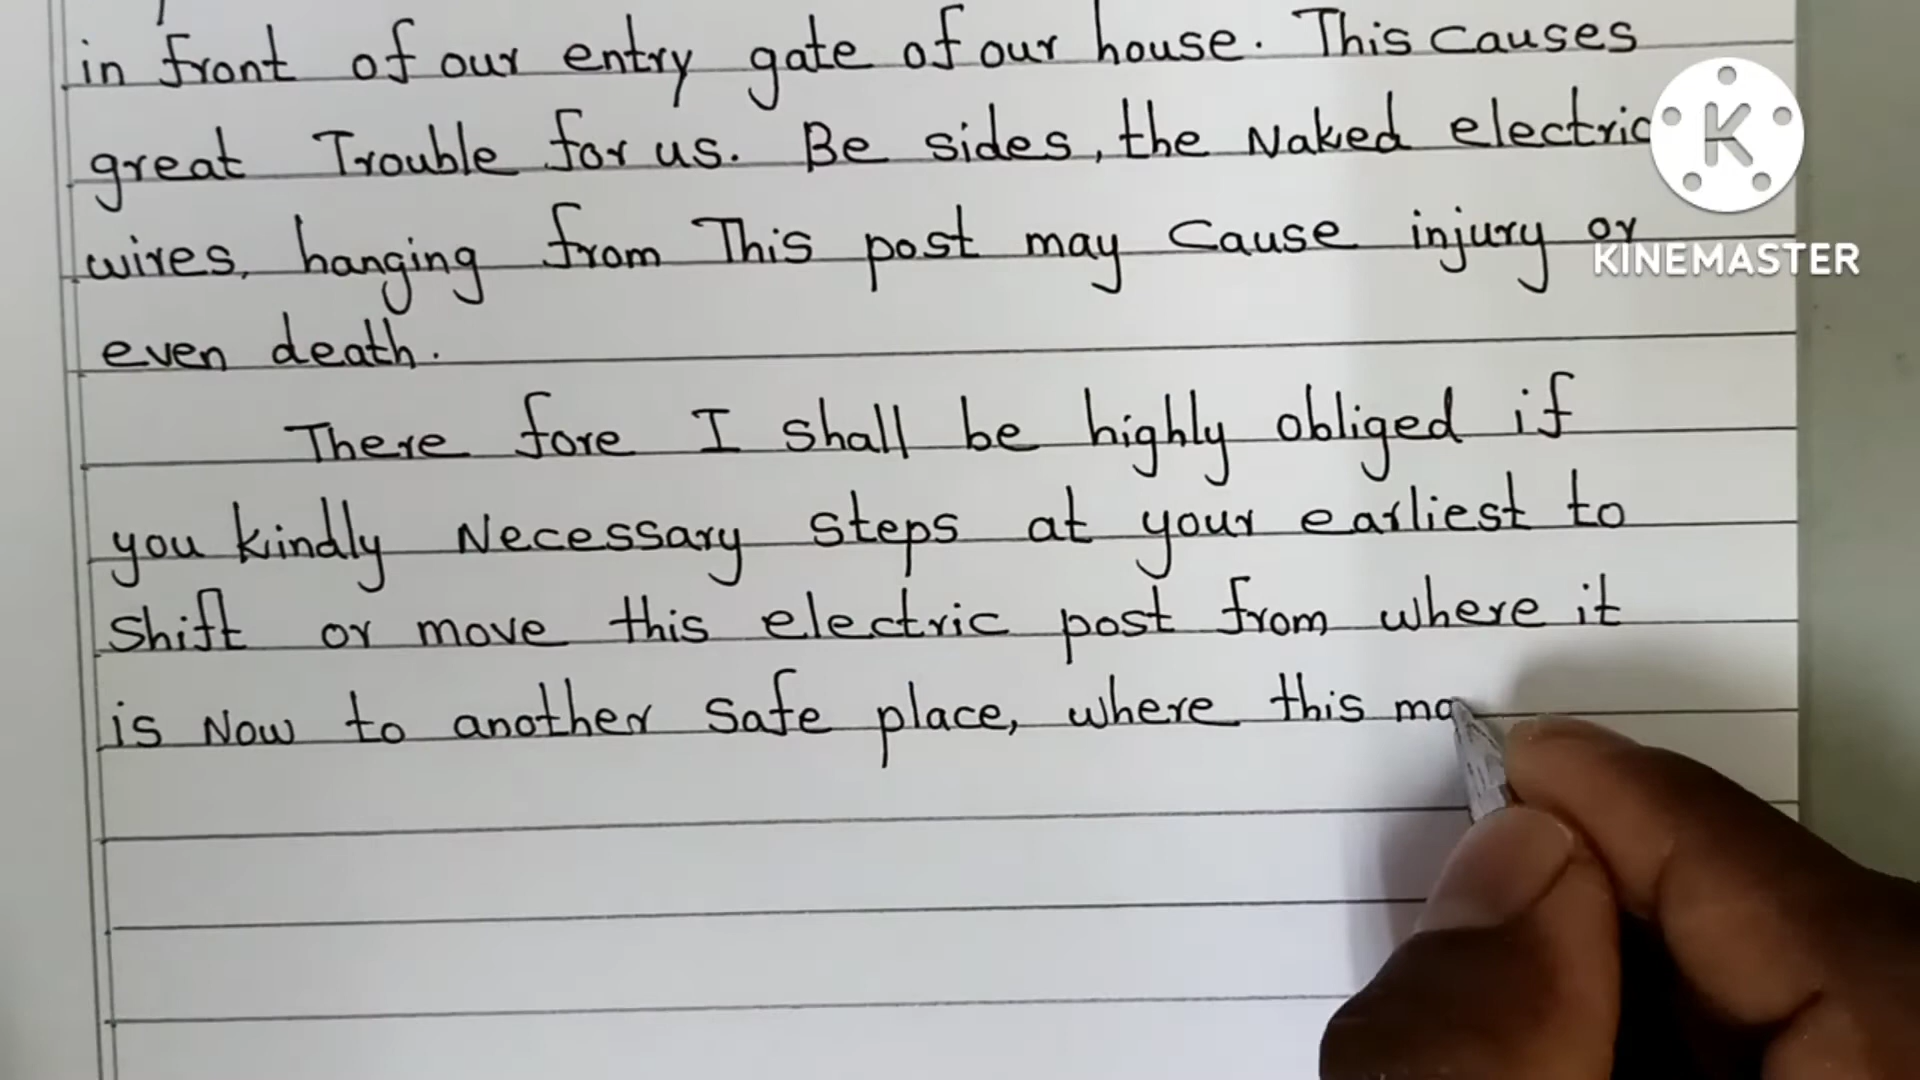 in front of our entry gate of our house. This causes
great Trouble for us. Be sides, the Naked electric
wires, hanging from This post may cause injury or
KINEMASTER
even death.
There fore I shall be highly obliged if
you kindly Necessary steps at your earliest to
shift or move this electric post from where it
is Now to another safe place, where this ma